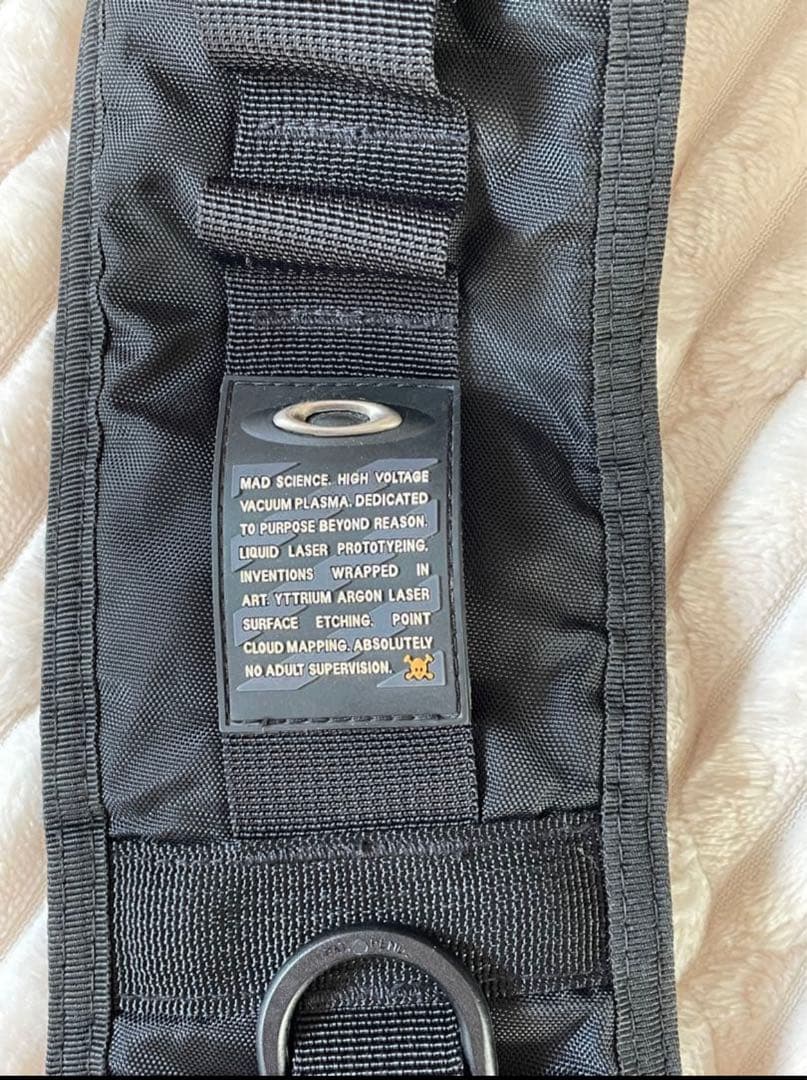 MAD SCIENCE. HIGH VOLTAGE
VACUUM PLASMA. DEDICATED
TO PURPOSE BEYOND REASON.
LIQUID LASER PROTOTYPING.
INVENTIONS WRAPPED IN
ART. YTTRIUM ARGON LASER
SURFACE ETCHING. POINT
CLOUD MAPPING. ABSOLUTELY
NO ADULT SUPERVISION.